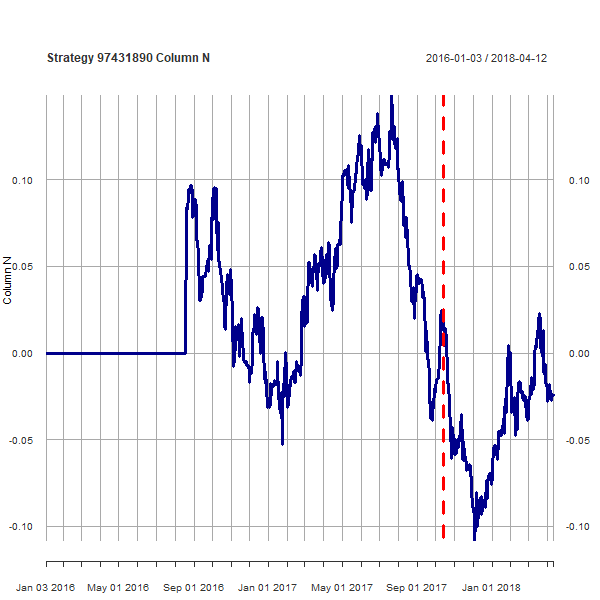 Strategy 97431890 Column N
2016-01-03 / 2018-04-12
0.10
0.10
0.05
0.05
Column N
0.00
0.00
-0.05
-0.05
-0.10
-0.10
Jan 03 2016
May 01 2016
Sep 01 2016
Jan 01 2017
May 01 2017
Sep 01 2017
Jan 01 2018